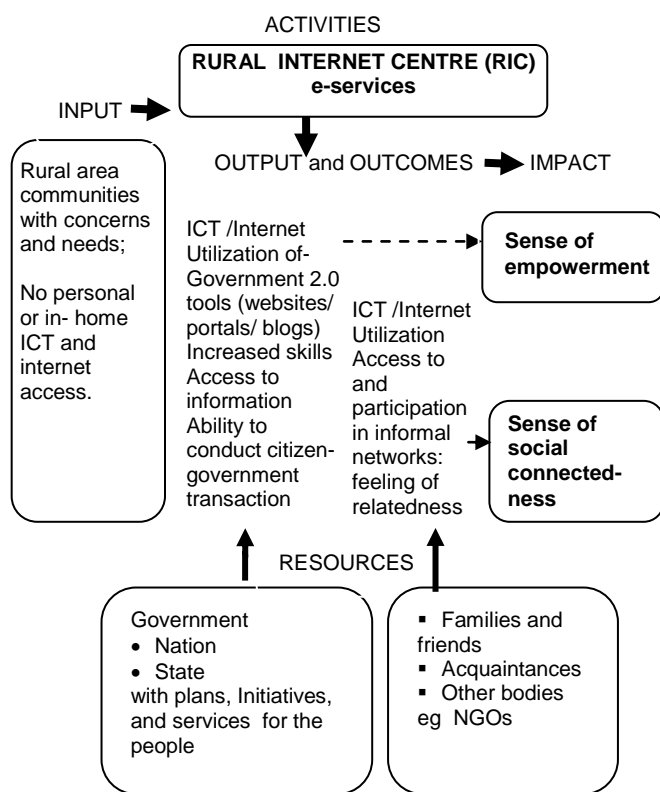 ACTIVITIES
RURAL INTERNET CENTRE (RIC)
e-services
INPUT
OUTPUT and OUTCOMES
IMPACT
Rural area
communities
with concerns
and needs;
No personal
or in- home
ICT and
internet
access.
ICT /Internet
Utilization of-
Government 2.0
tools (websites/
portals/ blogs)
Increased skills
Access to
information
Ability to
conduct citizen-
government
transaction
ICT /Internet
Utilization
Access to
and
participation
in informal
networks:
feeling of
relatedness
Sense of
empowerment
Sense of
social
connected-
ness
RESOURCES
Government
• Nation
• State
with plans, Initiatives,
and services for the
people
▪ Families and
friends
▪ Acquaintances
▪ Other bodies
eg NGOs